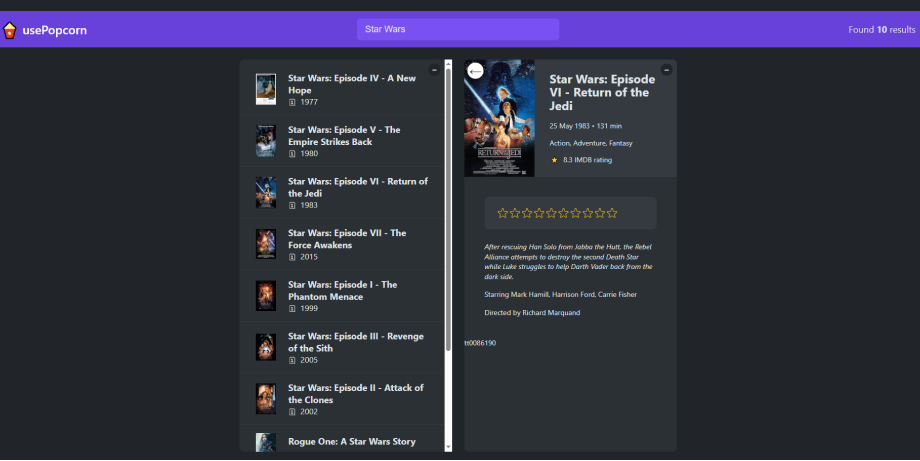 usePopcorn
Star Wars
Found 10 results
Star Wars: Episode IV - A New
Hope
1977
Star Wars: Episode V - The
Empire Strikes Back
1980
Star Wars: Episode VI - Return of
the Jedi
1983
Star Wars: Episode VII - The
Force Awakens
2015
Star Wars: Episode I - The
Phantom Menace
1999
Star Wars: Episode III - Revenge
of the Sith
2005
Star Wars: Episode II - Attack of
the Clones
2002
Rogue One: A Star Wars Story
RETURN OF THE JEDI
Star Wars: Episode
VI - Return of the
Jedi
25 May 1983 • 131 min
Action, Adventure, Fantasy
8.3 IMDB rating
After rescuing Han Solo from Jabba the Hutt, the Rebel
Alliance attempts to destroy the second Death Star
while Luke struggles to help Darth Vader back from the
dark side.
Starring Mark Hamill, Harrison Ford, Carrie Fisher
Directed by Richard Marquand
tt0086190